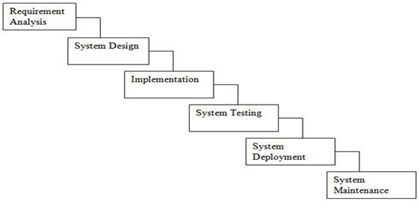 Requirement
Analysis
System Design
Implementation
System Testing
System
Deployment
System
Maintenance